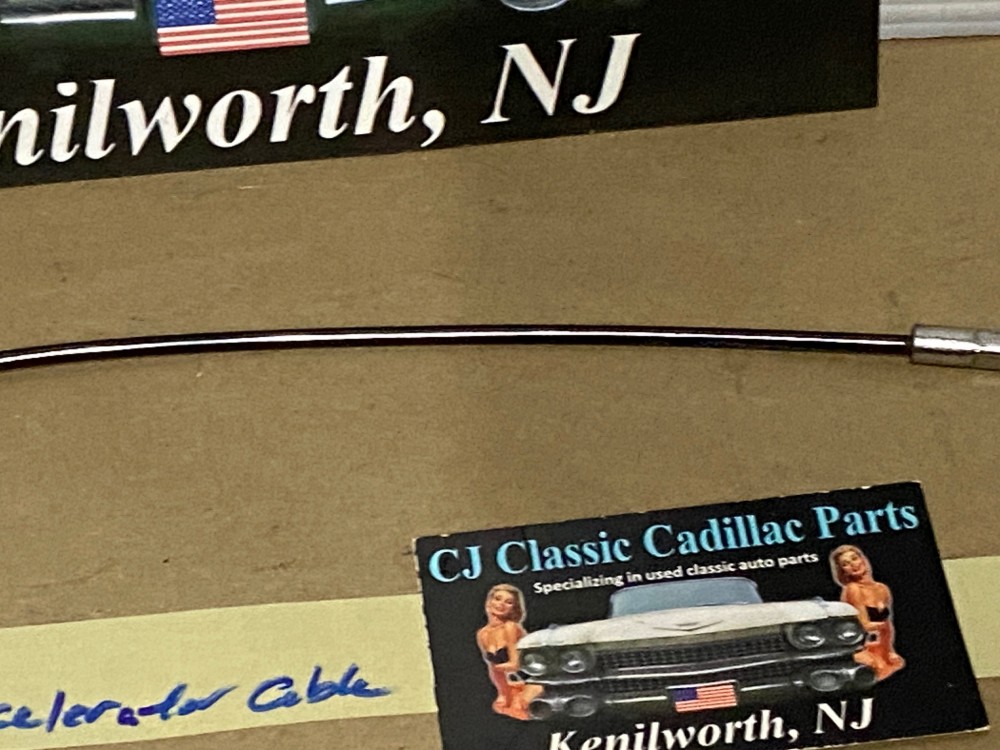 nilworth, NJ
CJ Classic Cadillac Parts
Specializing in used classic auto parts
Kenilworth, NJ
celerator Cable